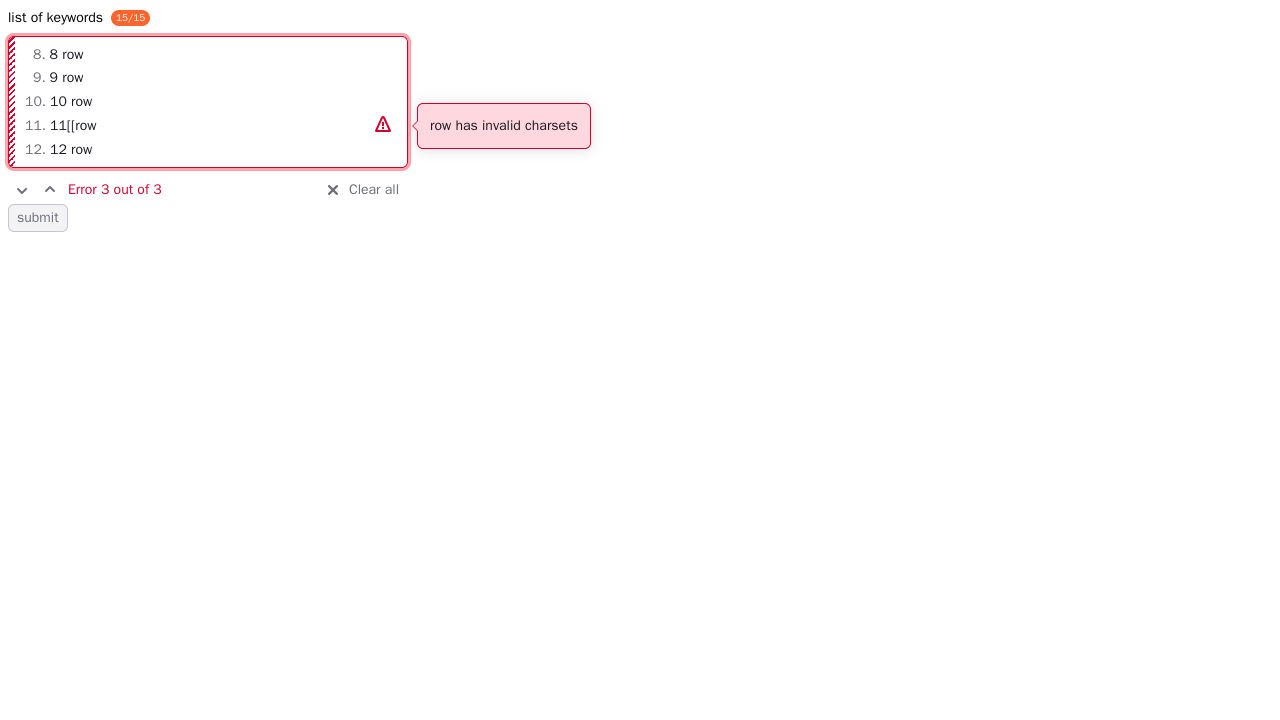 list of keywords 15/15
8. 8 row
9. 9 row
10. 10 row
11. 11[[row
row has invalid charsets
12. 12 row
Error 3 out of 3 Clear all
submit